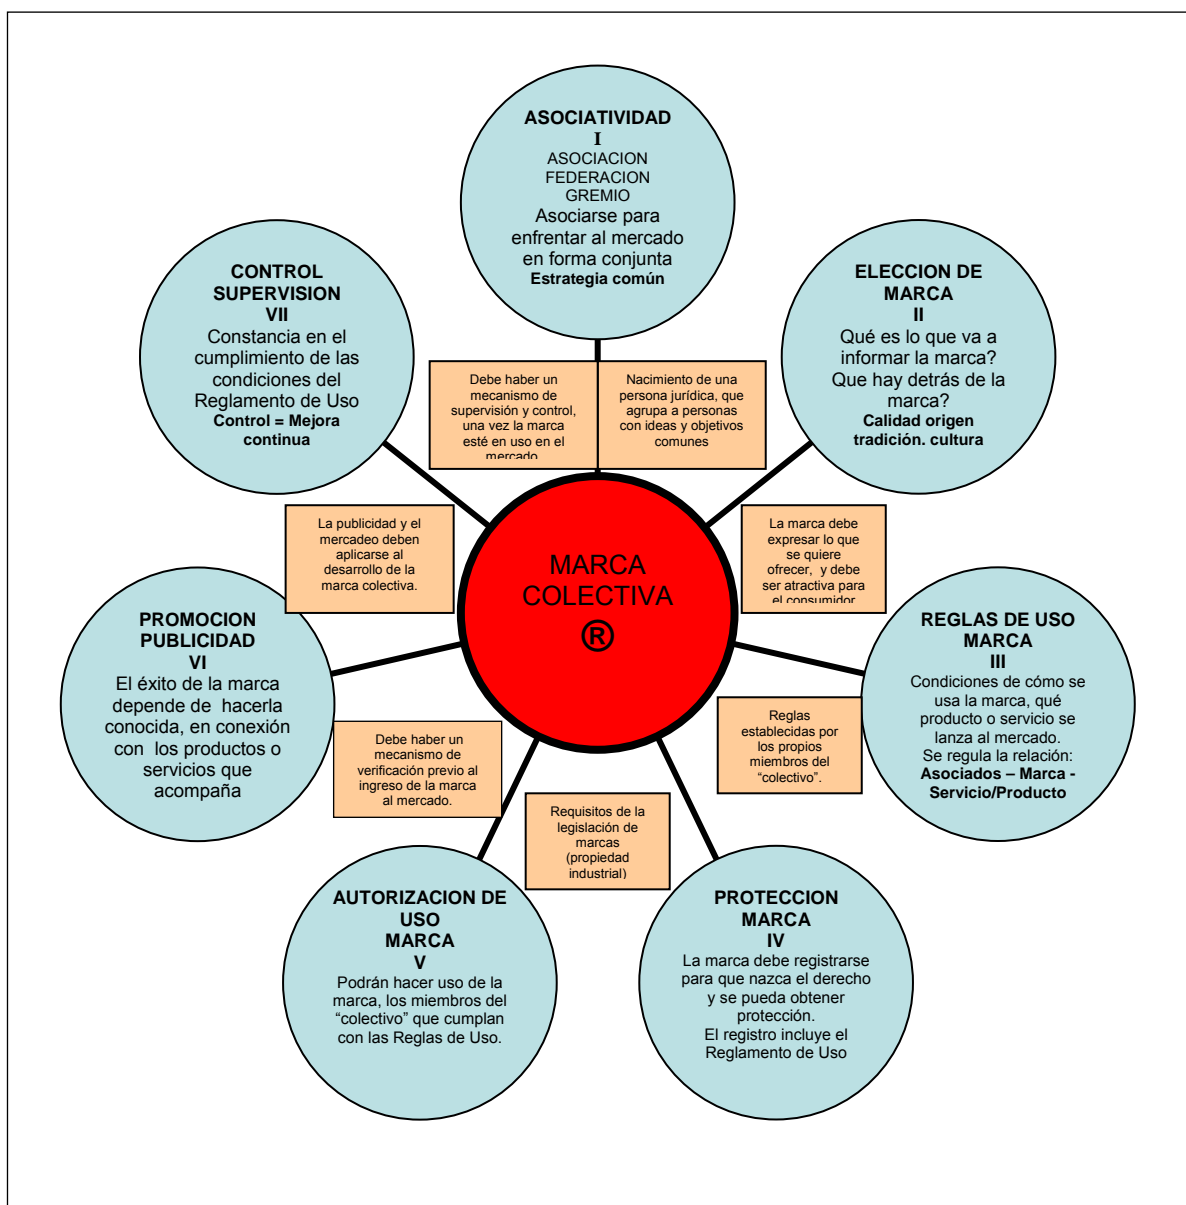 ASOCIATIVIDAD
I
ASOCIACION
FEDERACION
GREMIO
Asociarse para
enfrentar al mercado
en forma conjunta
Estrategia común
ELECCION DE
MARCA
II
Qué es lo que va a
informar la marca?
Que hay detrás de la
marca?
Calidad origen
tradición. cultura
REGLAS DE USO
MARCA
III
Condiciones de cómo se
usa la marca, qué
producto o servicio se
lanza al mercado.
Se regula la relación:
Asociados – Marca -
Servicio/Producto
PROTECCION
MARCA
IV
La marca debe registrarse
para que nazca el derecho
y se pueda obtener
protección.
El registro incluye el
Reglamento de Uso
AUTORIZACION DE
USO
MARCA
V
Podrán hacer uso de la
marca, los miembros del
“colectivo” que cumplan
con las Reglas de Uso.
PROMOCION
PUBLICIDAD
VI
El éxito de la marca
depende de hacerla
conocida, en conexión
con los productos o
servicios que
acompaña
CONTROL
SUPERVISION
VII
Constancia en el
cumplimiento de las
condiciones del
Reglamento de Uso
Control = Mejora
continua
Debe haber un
mecanismo de
supervisión y control,
una vez la marca
esté en uso en el
mercado
Nacimiento de una
persona jurídica, que
agrupa a personas
con ideas y objetivos
comunes
La marca debe
expresar lo que
se quiere
ofrecer, y debe
ser atractiva para
el consumidor
Reglas
establecidas por
los propios
miembros del
“colectivo”.
Requisitos de la
legislación de
marcas
(propiedad
industrial)
Debe haber un
mecanismo de
verificación previo al
ingreso de la marca
al mercado.
La publicidad y el
mercadeo deben
aplicarse al
desarrollo de la
marca colectiva.
MARCA
COLECTIVA
®